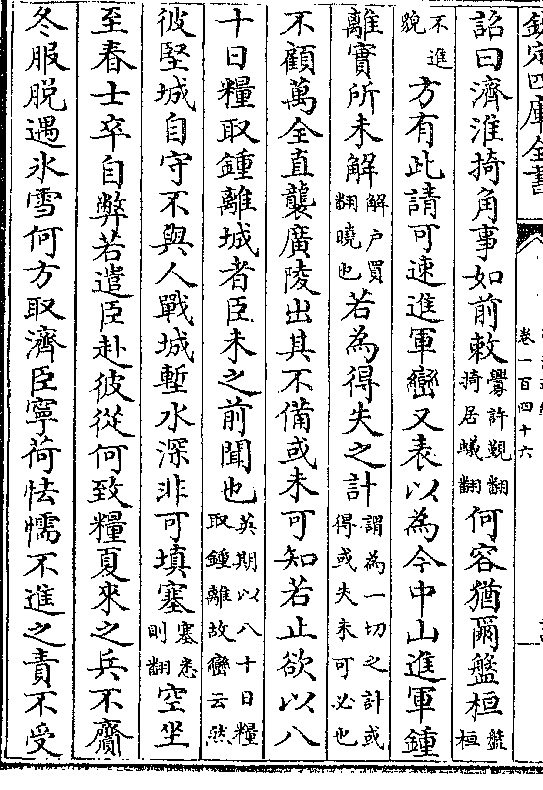 欽定四庫全書
卷一百四十六
詔曰濟淮掎角事如前敕釁許覲翻掎居蟻翻何容猶爾盤桓盤桓
不進貌方有此請可速進軍巒又表以為今中山進軍鍾
離實所未解解户買翻曉也若為得失之計謂為一切之計或得或失未可必也
不顧萬全直襲廣陵出其不備或未可知若止欲以八
十日糧取鍾離城者臣未之前聞也英期以八十日糧取鍾離故巒云然
彼堅城自守不與人戰城塹水深非可填塞塞悉則翻空坐
至春士卒自弊若遣臣赴彼從何致糧夏來之兵不齎
冬服脱遇氷雪何方取濟臣寧荷怯懦不進之責不受